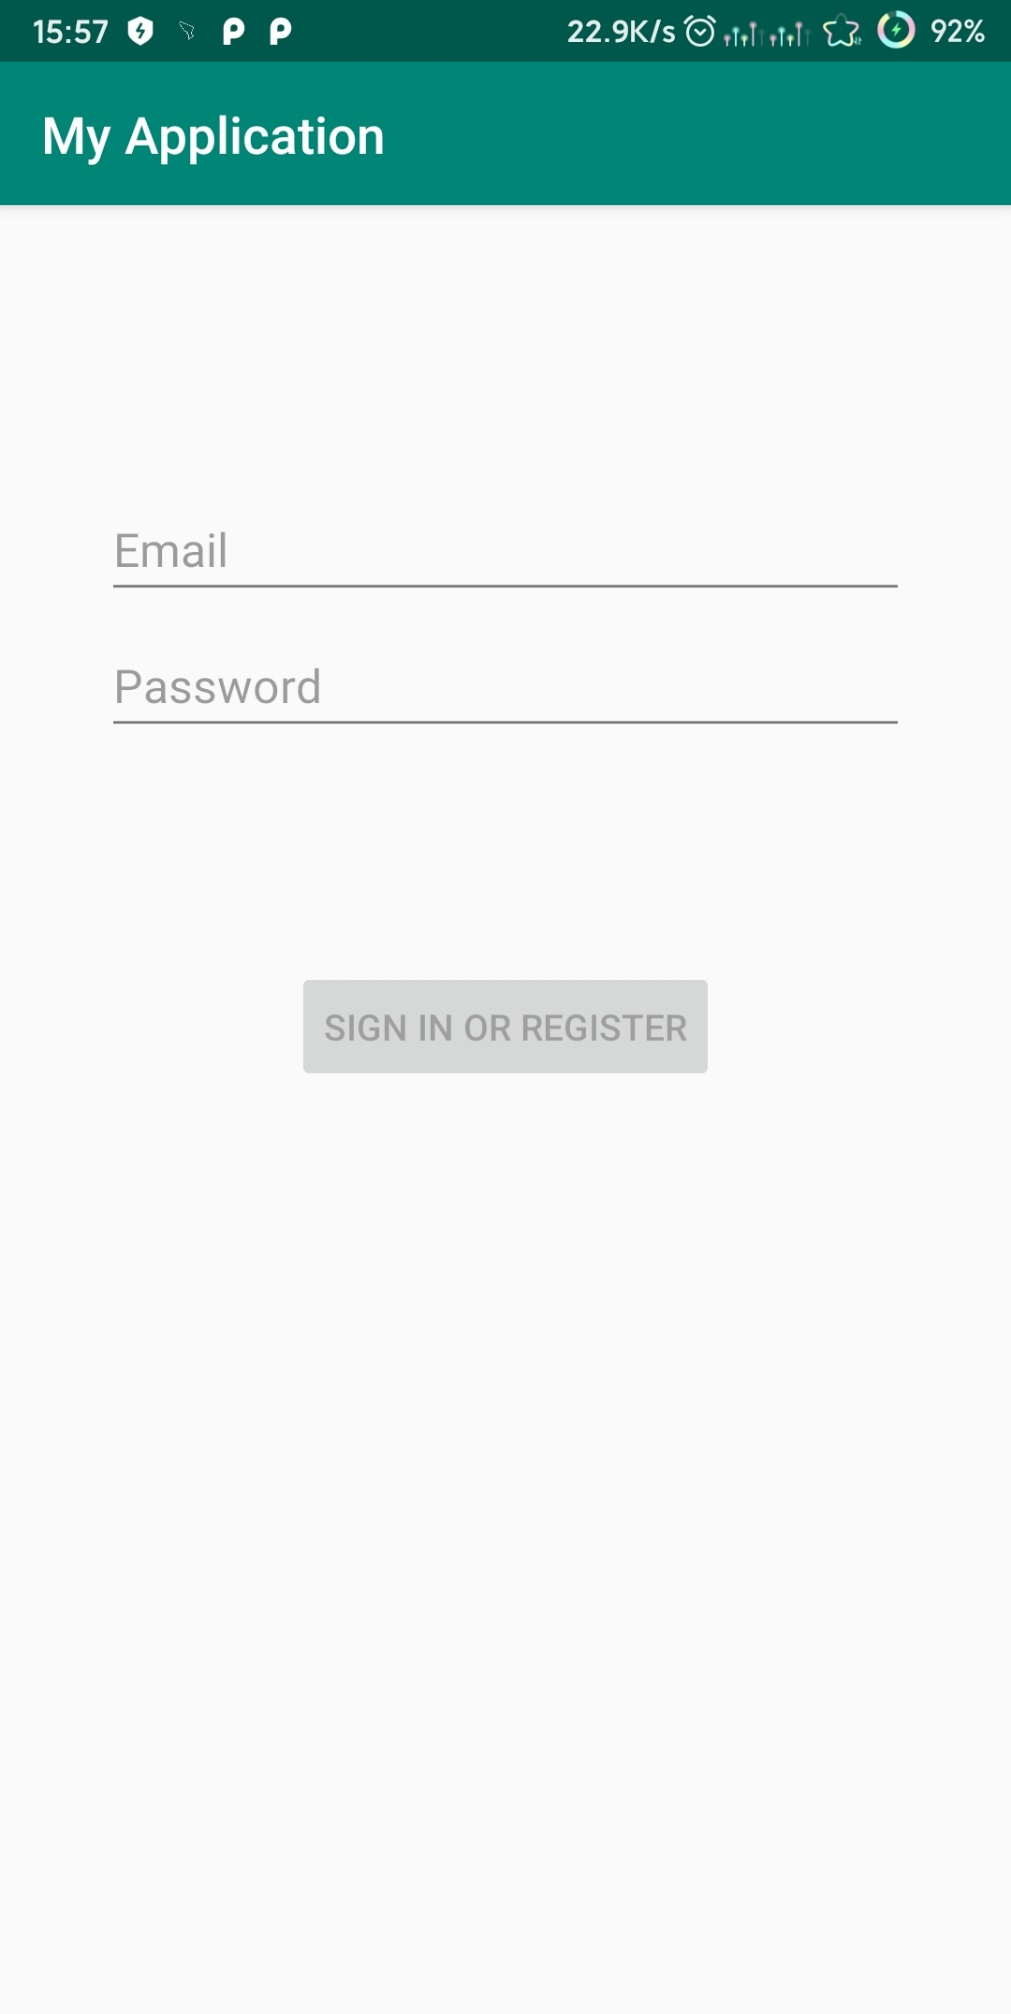 15:57 22.9K/s 92%
My Application
Email
Password
SIGN IN OR REGISTER